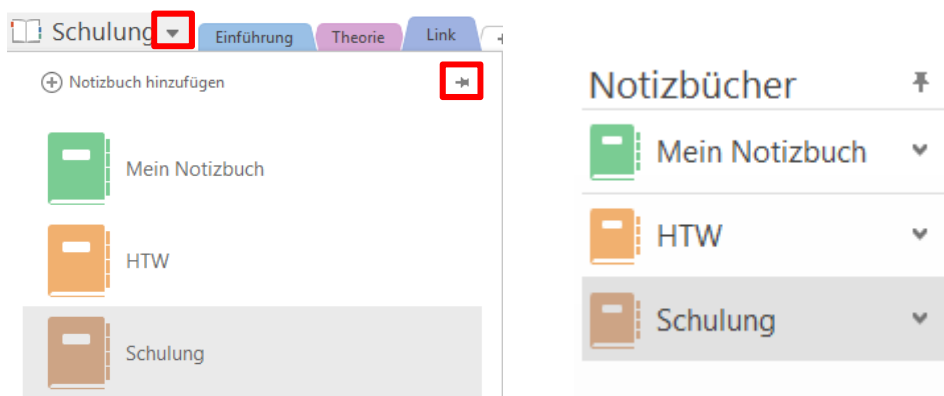 Schulung
Einführung
Theorie
Link
Notizbuch hinzufügen
Mein Notizbuch
HTW
Schulung
Notizbücher
Mein Notizbuch
HTW
Schulung